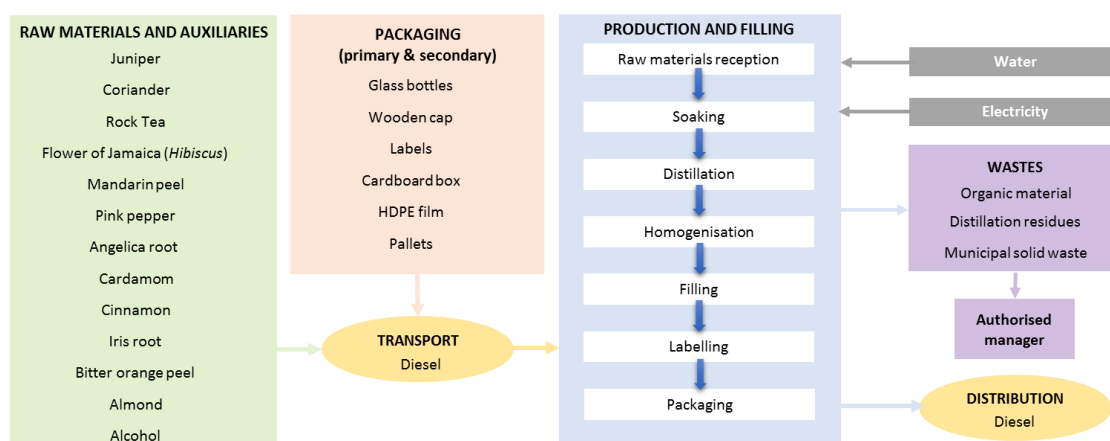 RAW MATERIALS AND AUXILIARIES
Juniper
Coriander
Rock Tea
Flower of Jamaica (Hibiscus)
Mandarin peel
Pink pepper
Angelica root
Cardamom
Cinnamon
Iris root
Bitter orange peel
Almond
Alcohol
PACKAGING
(primary & secondary)
Glass bottles
Wooden cap
Labels
Cardboard box
HDPE film
Pallets
TRANSPORT
Diesel
PRODUCTION AND FILLING
Raw materials reception
Soaking
Distillation
Homogenisation
Filling
Labelling
Packaging
Water
Electricity
WASTES
Organic material
Distillation residues
Municipal solid waste
Authorised
manager
DISTRIBUTION
Diesel